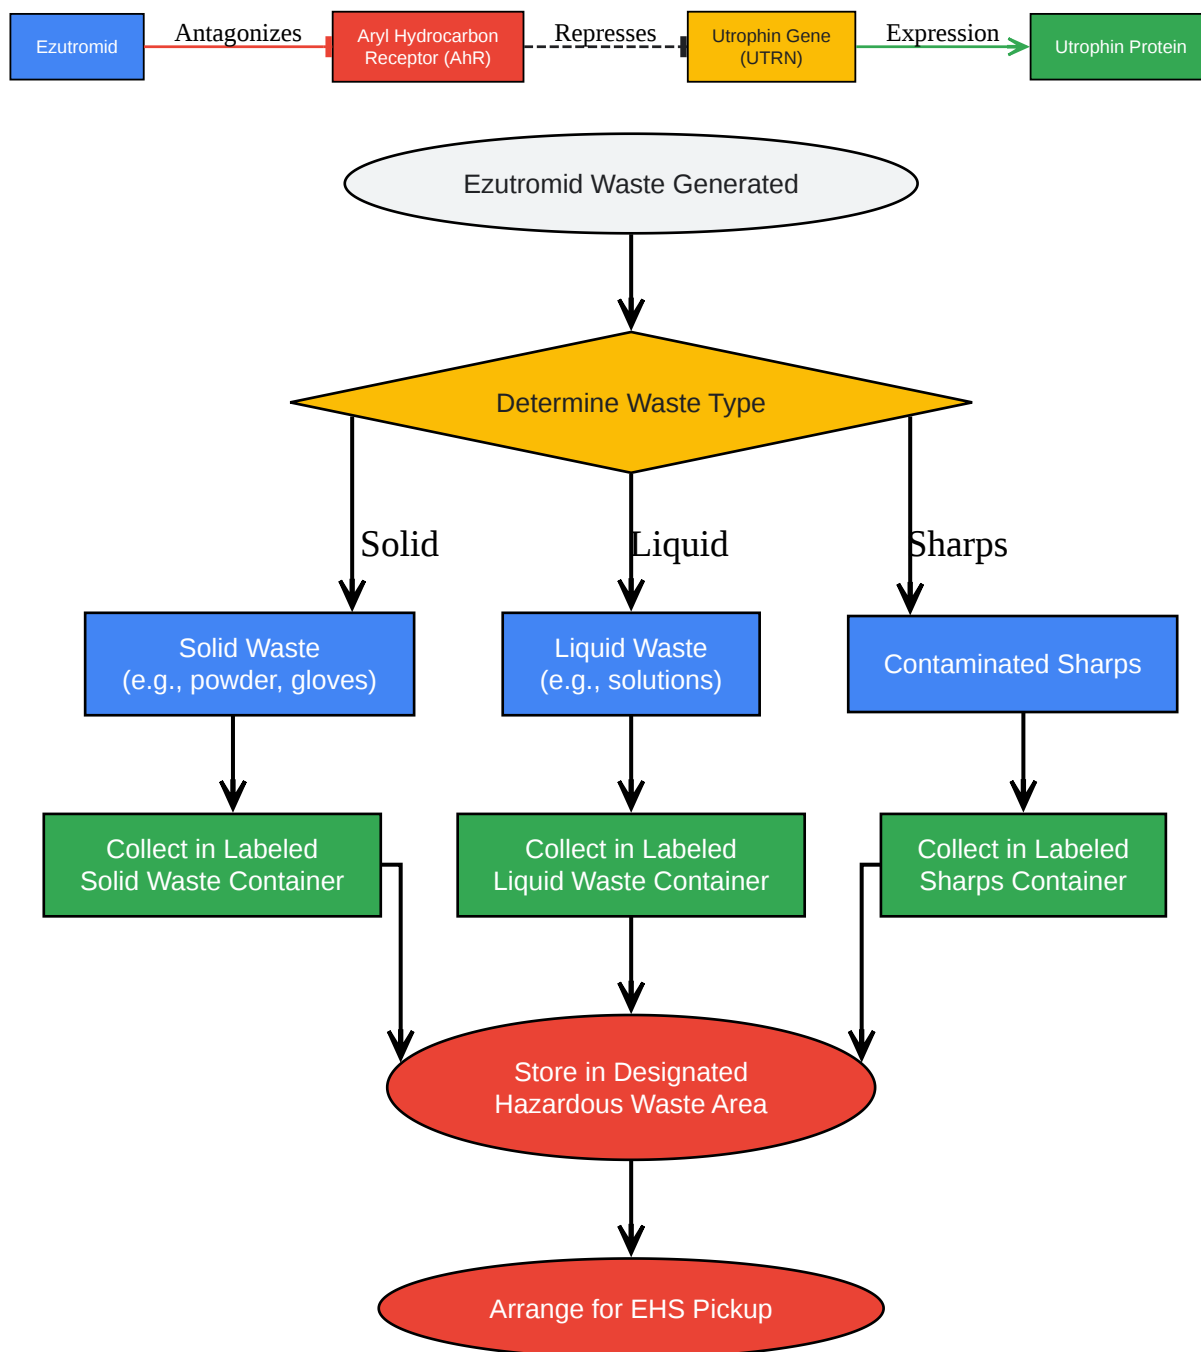 Ezutromid
Antagonizes
Aryl Hydrocarbon
Receptor (AhR)
Represses
Utrophin Gene
(UTRN)
Expression
Utrophin Protein
Ezutromid Waste Generated
Determine Waste Type
Solid
Liquid
Sharps
Solid Waste
(e.g., powder, gloves)
Liquid Waste
(e.g., solutions)
Contaminated Sharps
Collect in Labeled
Solid Waste Container
Collect in Labeled
Liquid Waste Container
Collect in Labeled
Sharps Container
Store in Designated
Hazardous Waste Area
Arrange for EHS Pickup